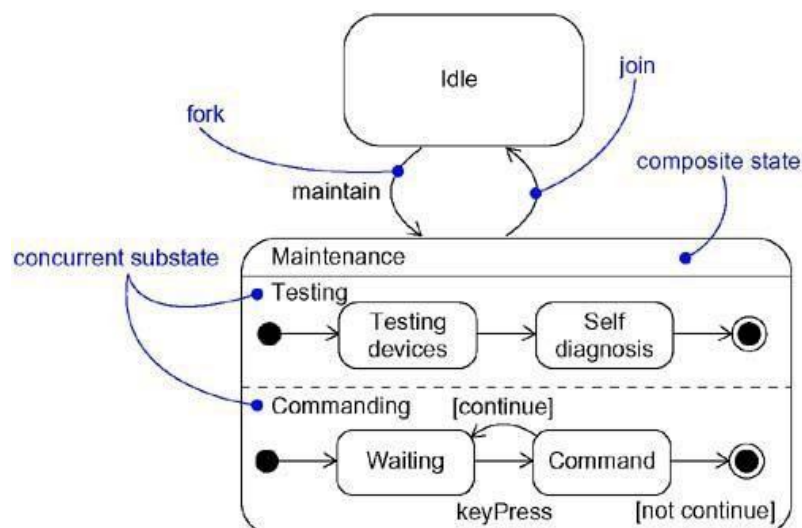 Idle
join
fork
composite state
maintain
concurrent substate
Maintenance
Testing
Testing
devices
Self
diagnosis
Commanding
[continue]
Waiting
Command
keyPress
[not continue]